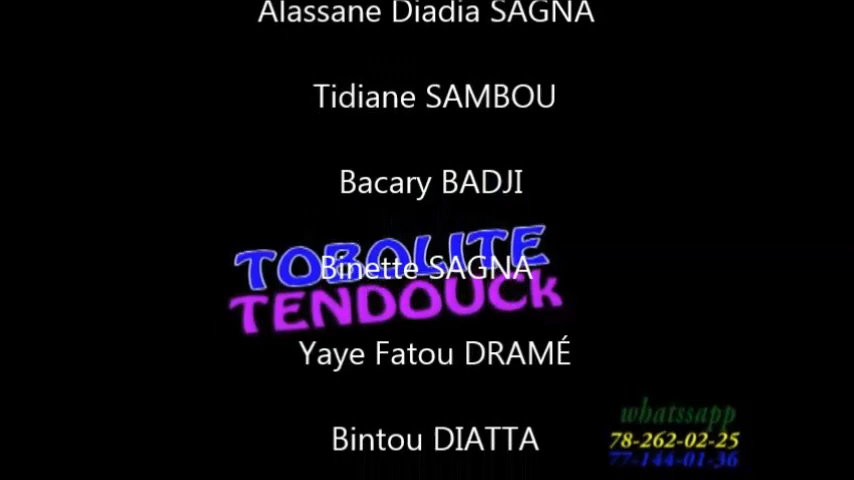 Alassane Diadia SAGNA
Tidiane SAMBOU
Bacary BADJI
TOBOLITE
Binette SAGNA
TENDOUCK
Yaye Fatou DRAMÉ
whatssapp
Bintou DIATTA
78-262-02-25
77-144-01-36